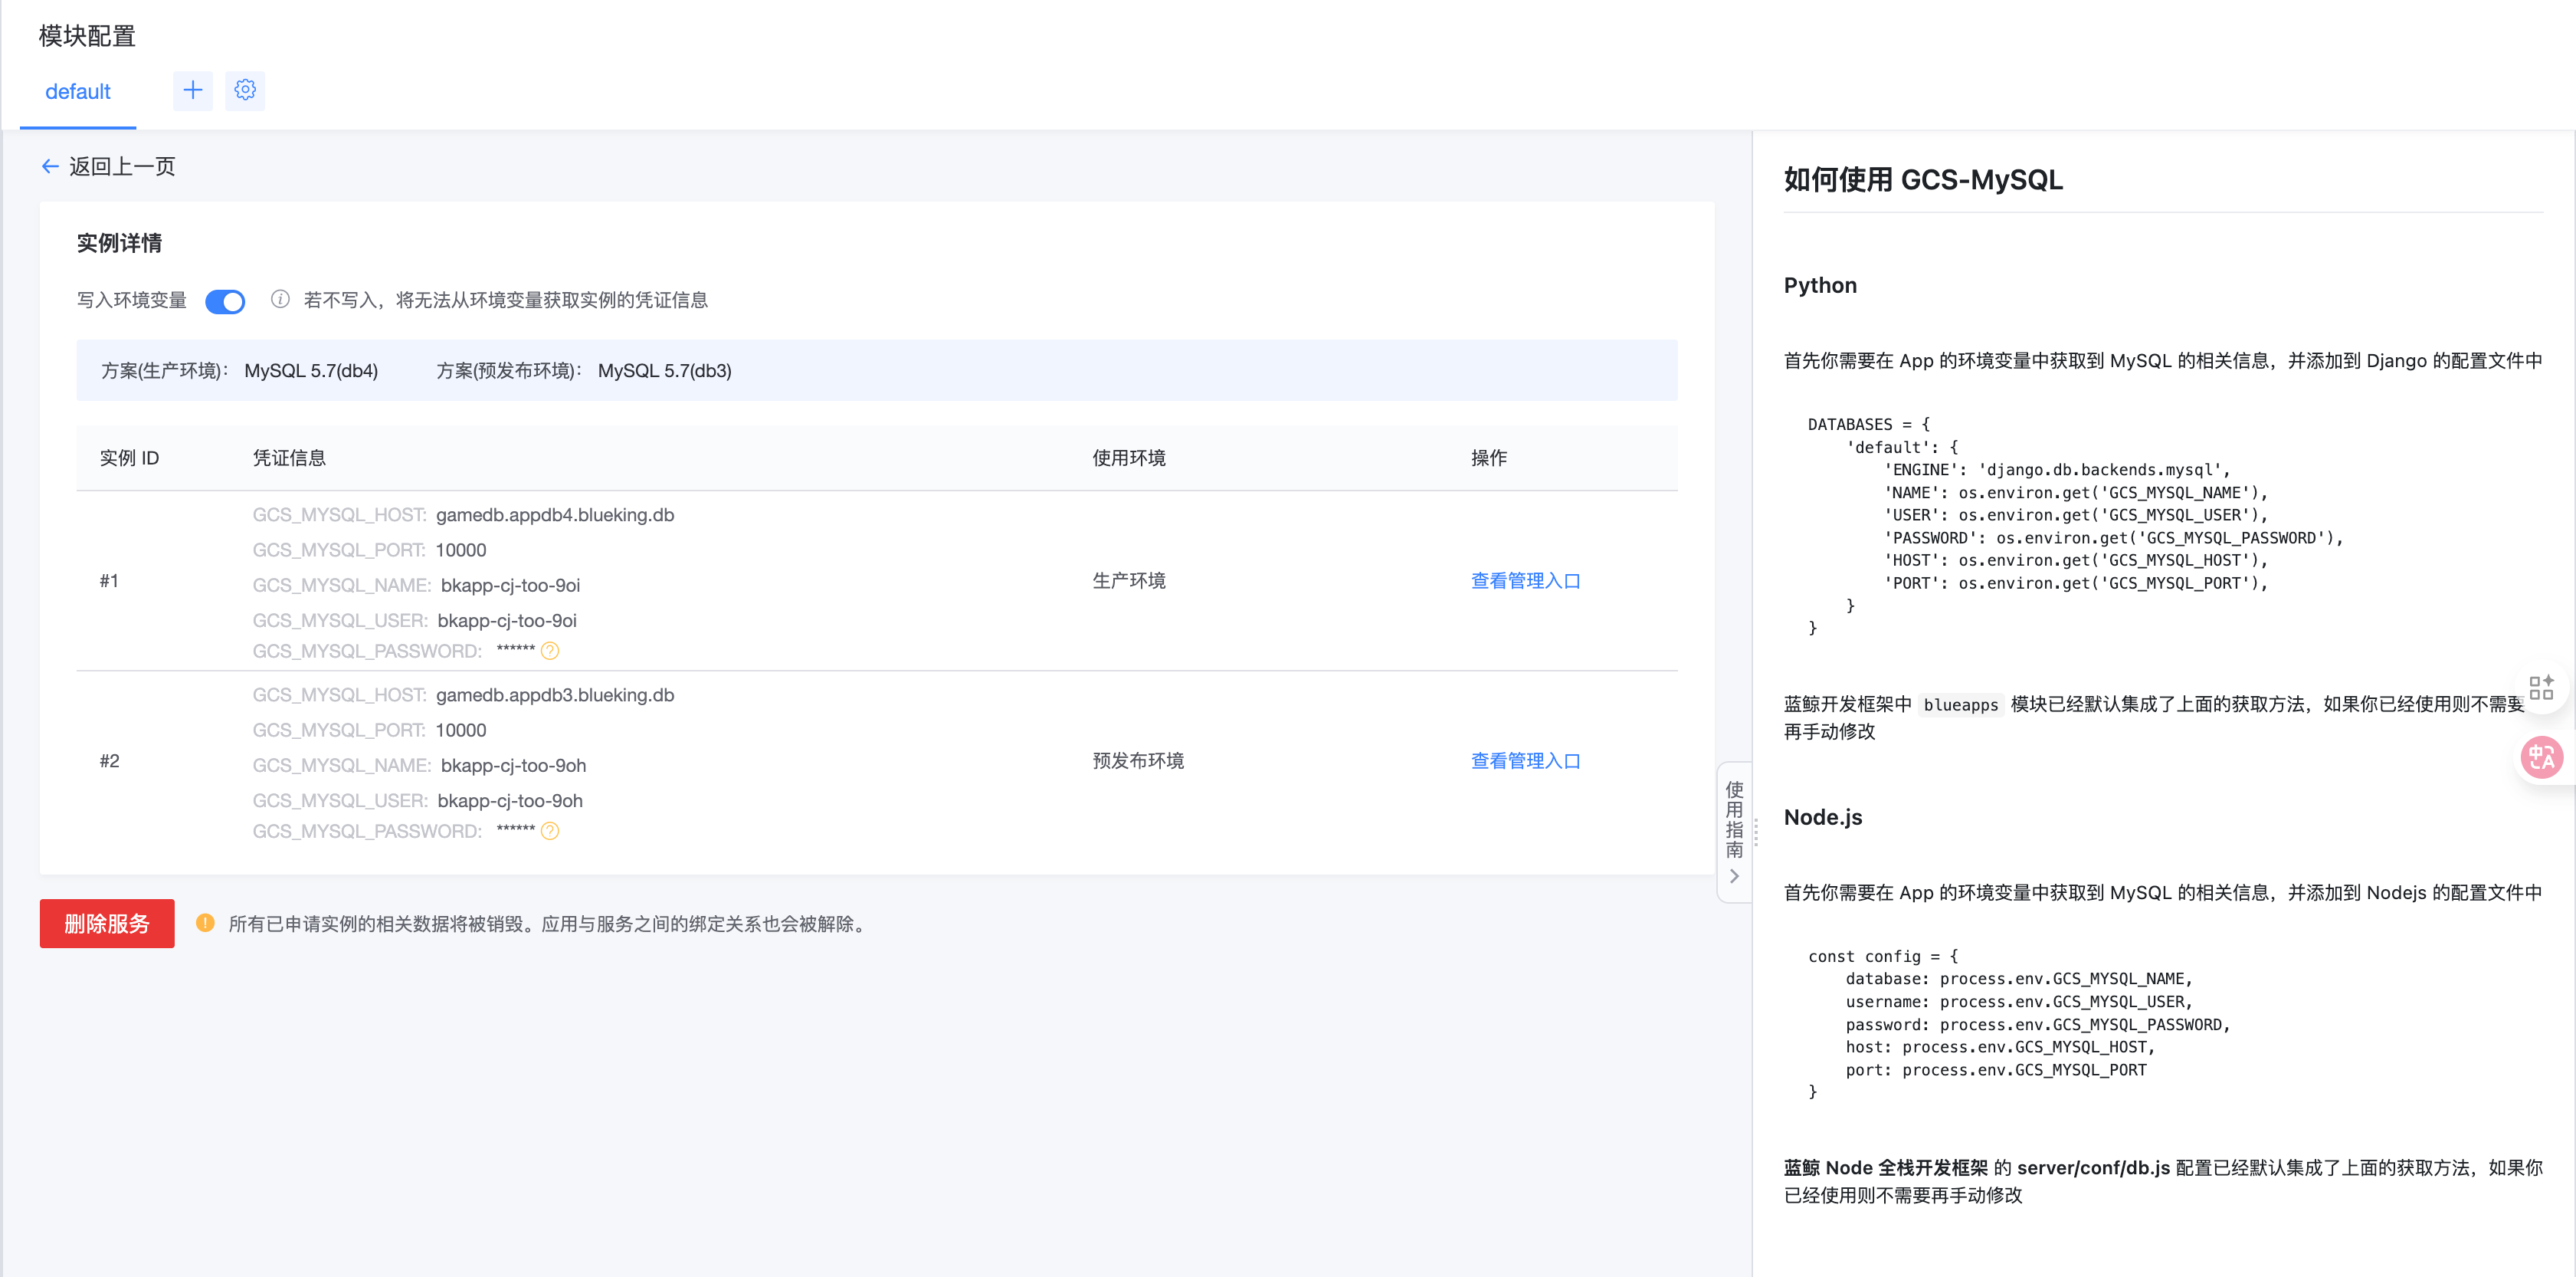 模块配置
default
返回上一页
实例详情
写入环境变量 若不写入，将无法从环境变量获取实例的凭证信息
方案(生产环境)： MySQL 5.7(db4) 方案(预发布环境)： MySQL 5.7(db3)
实例 ID 凭证信息 使用环境 操作
#1
GCS_MYSQL_HOST: gamedb.appdb4.blueking.db
GCS_MYSQL_PORT: 10000
GCS_MYSQL_NAME: bkapp-cj-too-9oi
GCS_MYSQL_USER: bkapp-cj-too-9oi
GCS_MYSQL_PASSWORD: ******
生产环境
查看管理入口
#2
GCS_MYSQL_HOST: gamedb.appdb3.blueking.db
GCS_MYSQL_PORT: 10000
GCS_MYSQL_NAME: bkapp-cj-too-9oh
GCS_MYSQL_USER: bkapp-cj-too-9oh
GCS_MYSQL_PASSWORD: ******
预发布环境
查看管理入口
删除服务 所有已申请实例的相关数据将被销毁。应用与服务之间的绑定关系也会被解除。
使用指南
如何使用 GCS-MySQL
Python
首先你需要在 App 的环境变量中获取到 MySQL 的相关信息，并添加到 Django 的配置文件中
DATABASES = {
    'default': {
        'ENGINE': 'django.db.backends.mysql',
        'NAME': os.environ.get('GCS_MYSQL_NAME'),
        'USER': os.environ.get('GCS_MYSQL_USER'),
        'PASSWORD': os.environ.get('GCS_MYSQL_PASSWORD'),
        'HOST': os.environ.get('GCS_MYSQL_HOST'),
        'PORT': os.environ.get('GCS_MYSQL_PORT'),
    }
}
蓝鲸开发框架中 blueapps 模块已经默认集成了上面的获取方法，如果你已经使用则不需要
再手动修改
中A
Node.js
首先你需要在 App 的环境变量中获取到 MySQL 的相关信息，并添加到 Nodejs 的配置文件中
const config = {
    database: process.env.GCS_MYSQL_NAME,
    username: process.env.GCS_MYSQL_USER,
    password: process.env.GCS_MYSQL_PASSWORD,
    host: process.env.GCS_MYSQL_HOST,
    port: process.env.GCS_MYSQL_PORT
}
蓝鲸 Node 全栈开发框架 的 server/conf/db.js 配置已经默认集成了上面的获取方法，如果你
已经使用则不需要再手动修改